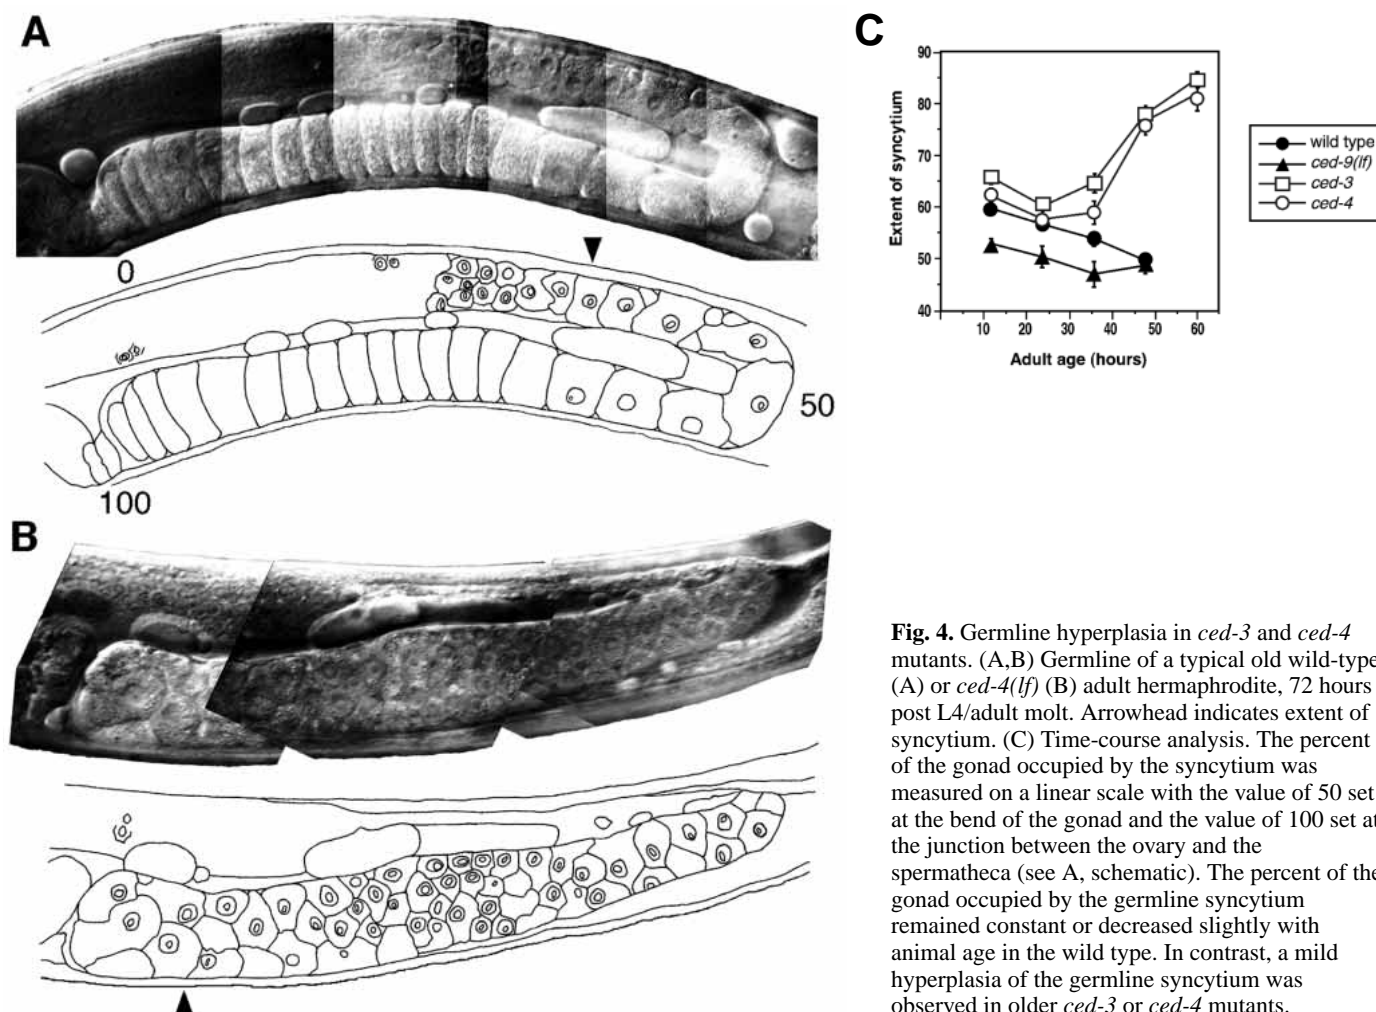 A
0
50
100
B
C
Extent of syncytium
90
80
70
60
50
40
10 20 30 40 50 60
Adult age (hours)
wild type
ced-9(lf)
ced-3
ced-4
Fig. 4. Germline hyperplasia in ced-3 and ced-4
mutants. (A,B) Germline of a typical old wild-type
(A) or ced-4(lf) (B) adult hermaphrodite, 72 hours
post L4/adult molt. Arrowhead indicates extent of
syncytium. (C) Time-course analysis. The percent
of the gonad occupied by the syncytium was
measured on a linear scale with the value of 50 set
at the bend of the gonad and the value of 100 set at
the junction between the ovary and the
spermatheca (see A, schematic). The percent of the
gonad occupied by the germline syncytium
remained constant or decreased slightly with
animal age in the wild type. In contrast, a mild
hyperplasia of the germline syncytium was
observed in older ced-3 or ced-4 mutants.